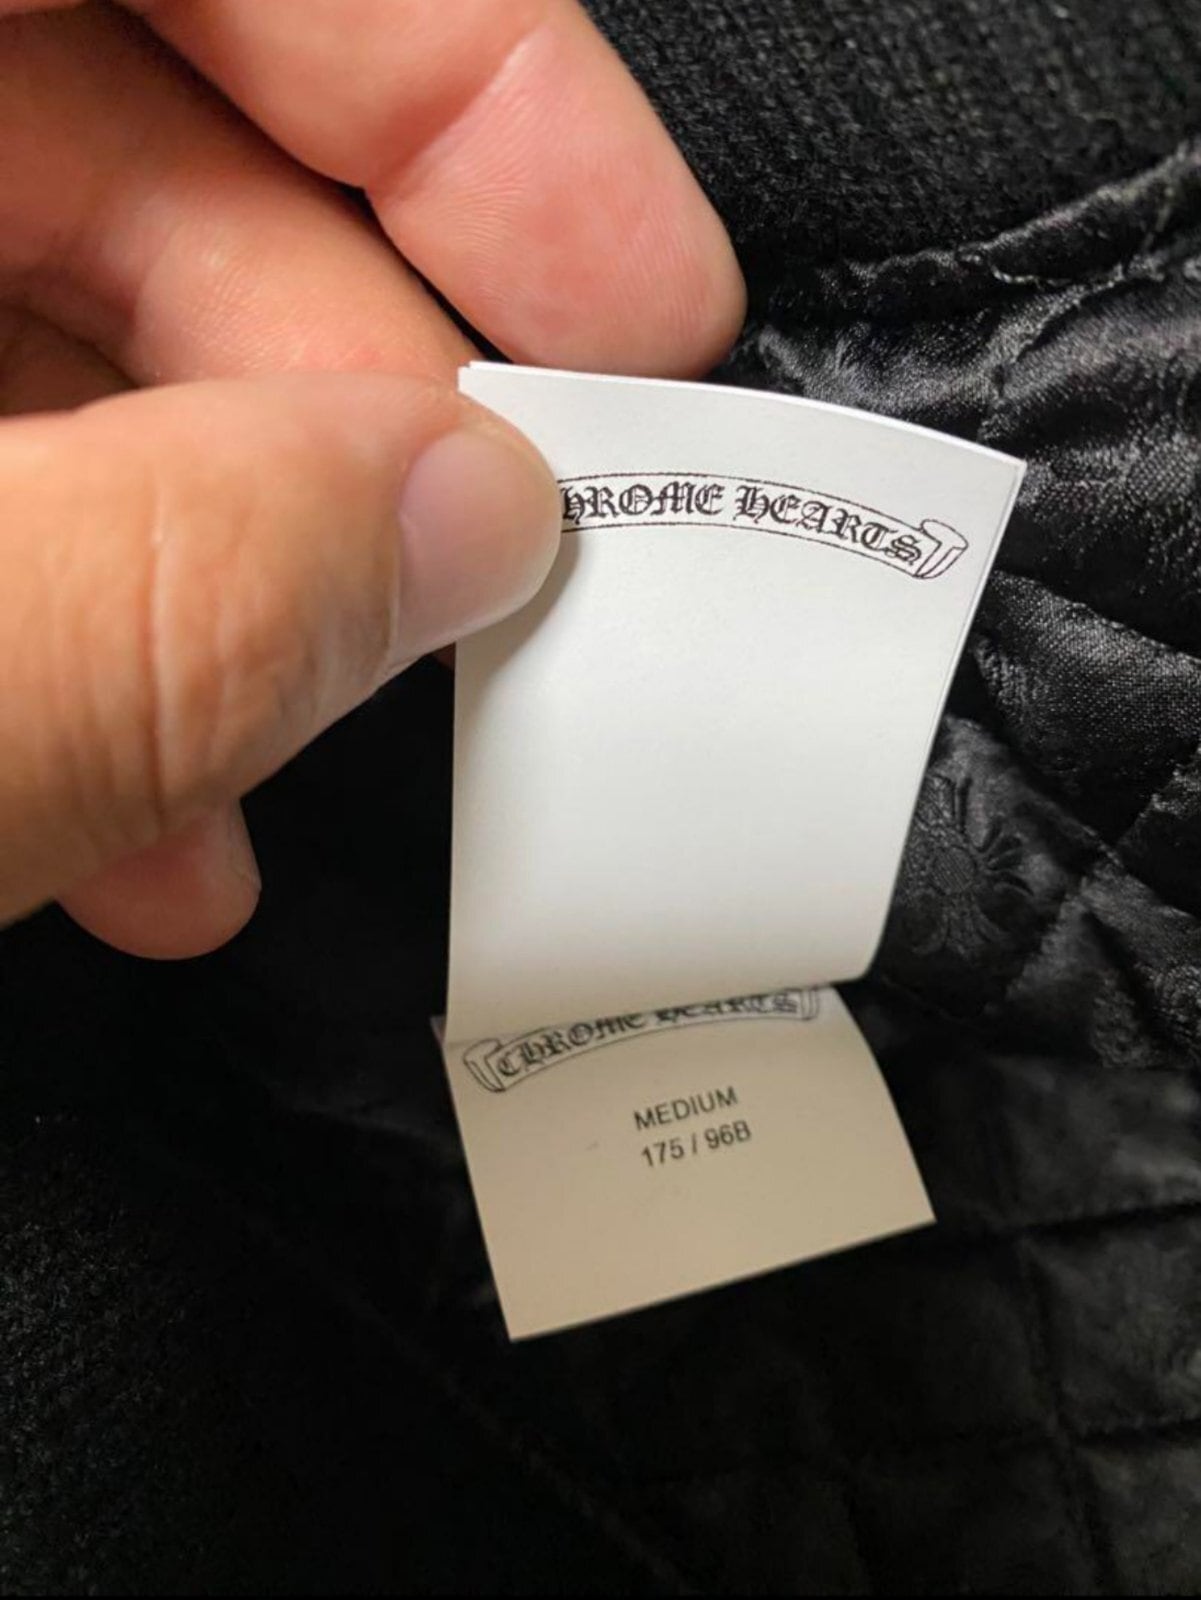 HROME HEARTS
CHROME HEARTS
MEDIUM
175 / 96B